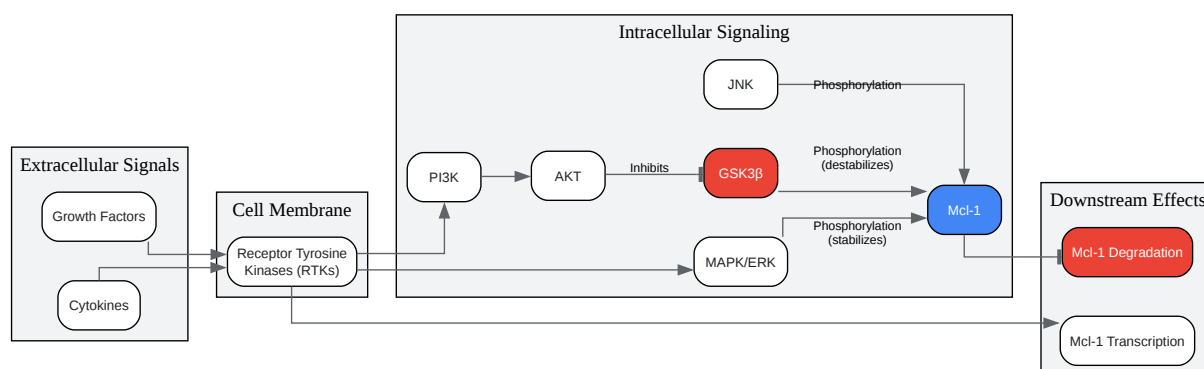 Intracellular Signaling
JNK
Phosphorylation
Extracellular Signals
PI3K
AKT
Inhibits
GSK3β
Phosphorylation
(destabilizes)
Growth Factors
Cell Membrane
Receptor Tyrosine
Kinases (RTKs)
Cytokines
MAPK/ERK
Phosphorylation
(stabilizes)
Mcl-1
Downstream Effects
Mcl-1 Degradation
Mcl-1 Transcription